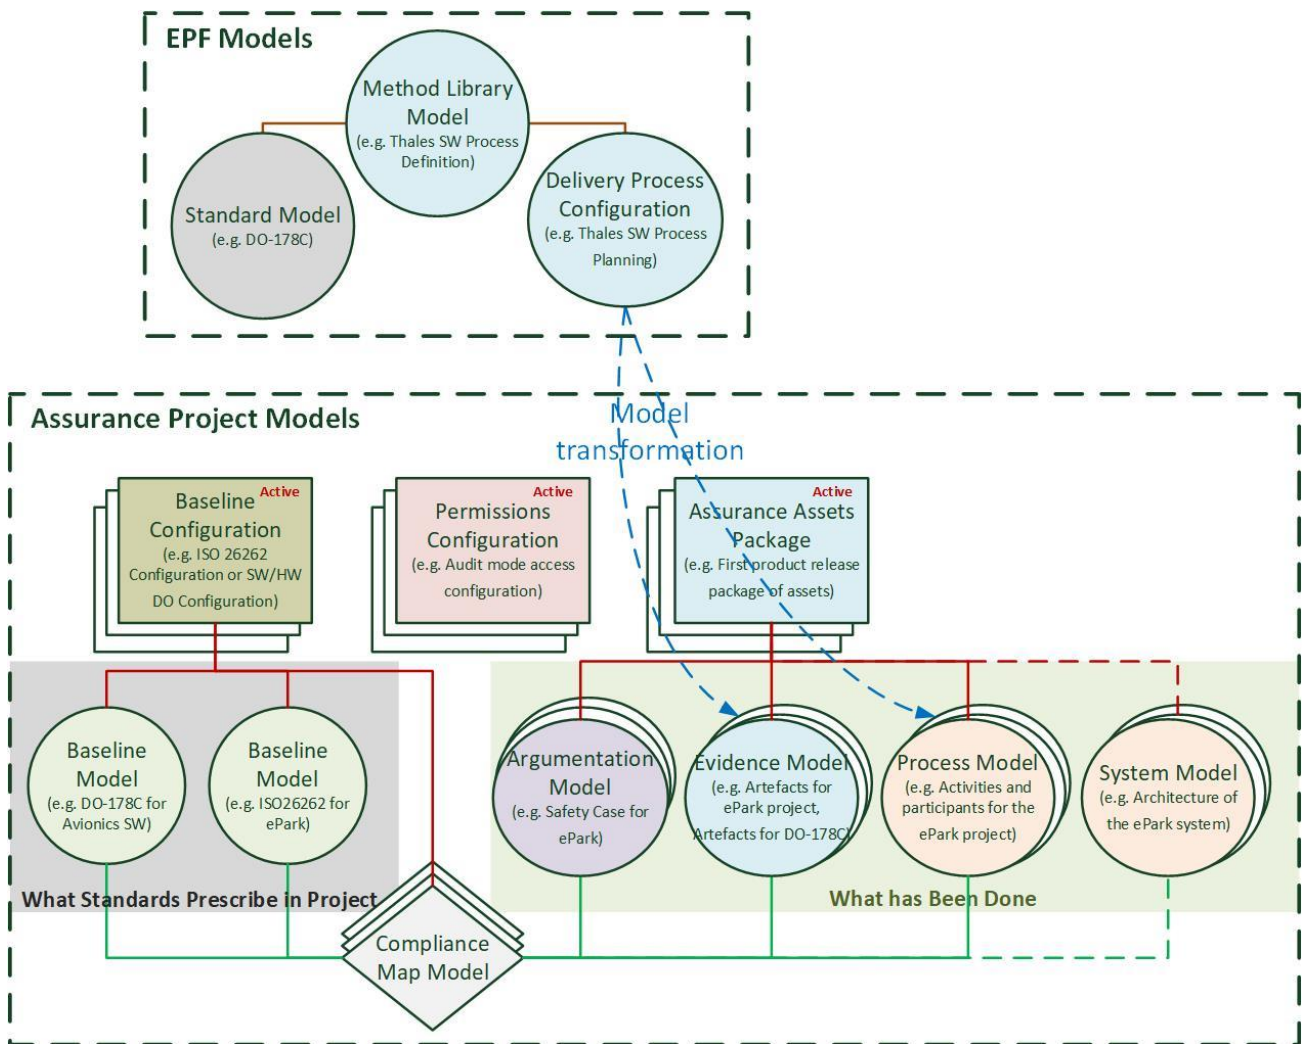 EPF Models
Method Library
Model
(e.g. Thales SW Process
Definition)
Standard Model
(e.g. DO-178C)
Delivery Process
Configuration
(e.g. Thales SW Process
Planning)
Assurance Project Models
Model
transformation
Active
Baseline
Configuration
(e.g. ISO 26262
Configuration or SW/HW
DO Configuration)
Active
Permissions
Configuration
(e.g. Audit mode access
configuration)
Active
Assurance Assets
Package
(e.g. First product release
package of assets)
Baseline
Model
(e.g. DO-178C for
Avionics SW)
Baseline
Model
(e.g. ISO26262 for
ePark)
Argumentation
Model
(e.g. Safety Case for
ePark)
Evidence Model
(e.g. Artefacts for
ePark project,
Artefacts for DO-178C)
Process Model
(e.g. Activities and
participants for the
ePark project)
System Model
(e.g. Architecture of
the ePark system)
What Standards Prescribe in Project
What has Been Done
Compliance
Map Model